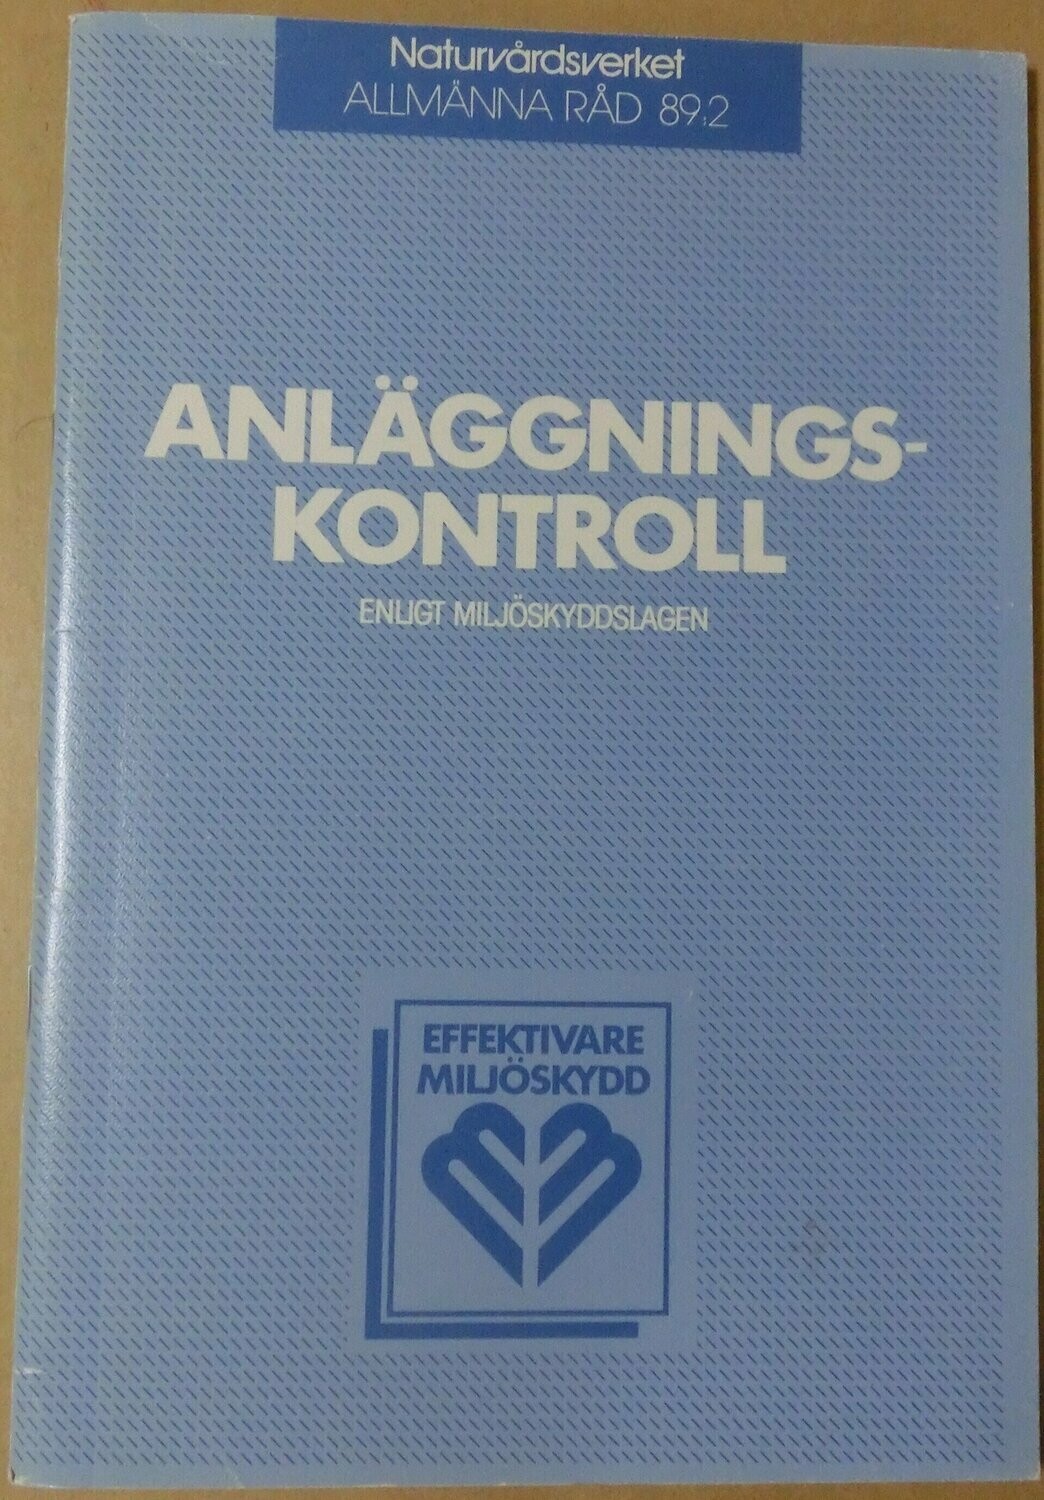 Naturvårdsverket
ALLMÄNNA RÅD 89:2
ANLÄGGNINGS-
KONTROLL
ENLIGT MILJÖSKYDDSLAGEN
EFFEKTIVARE
MILJÖSKYDD